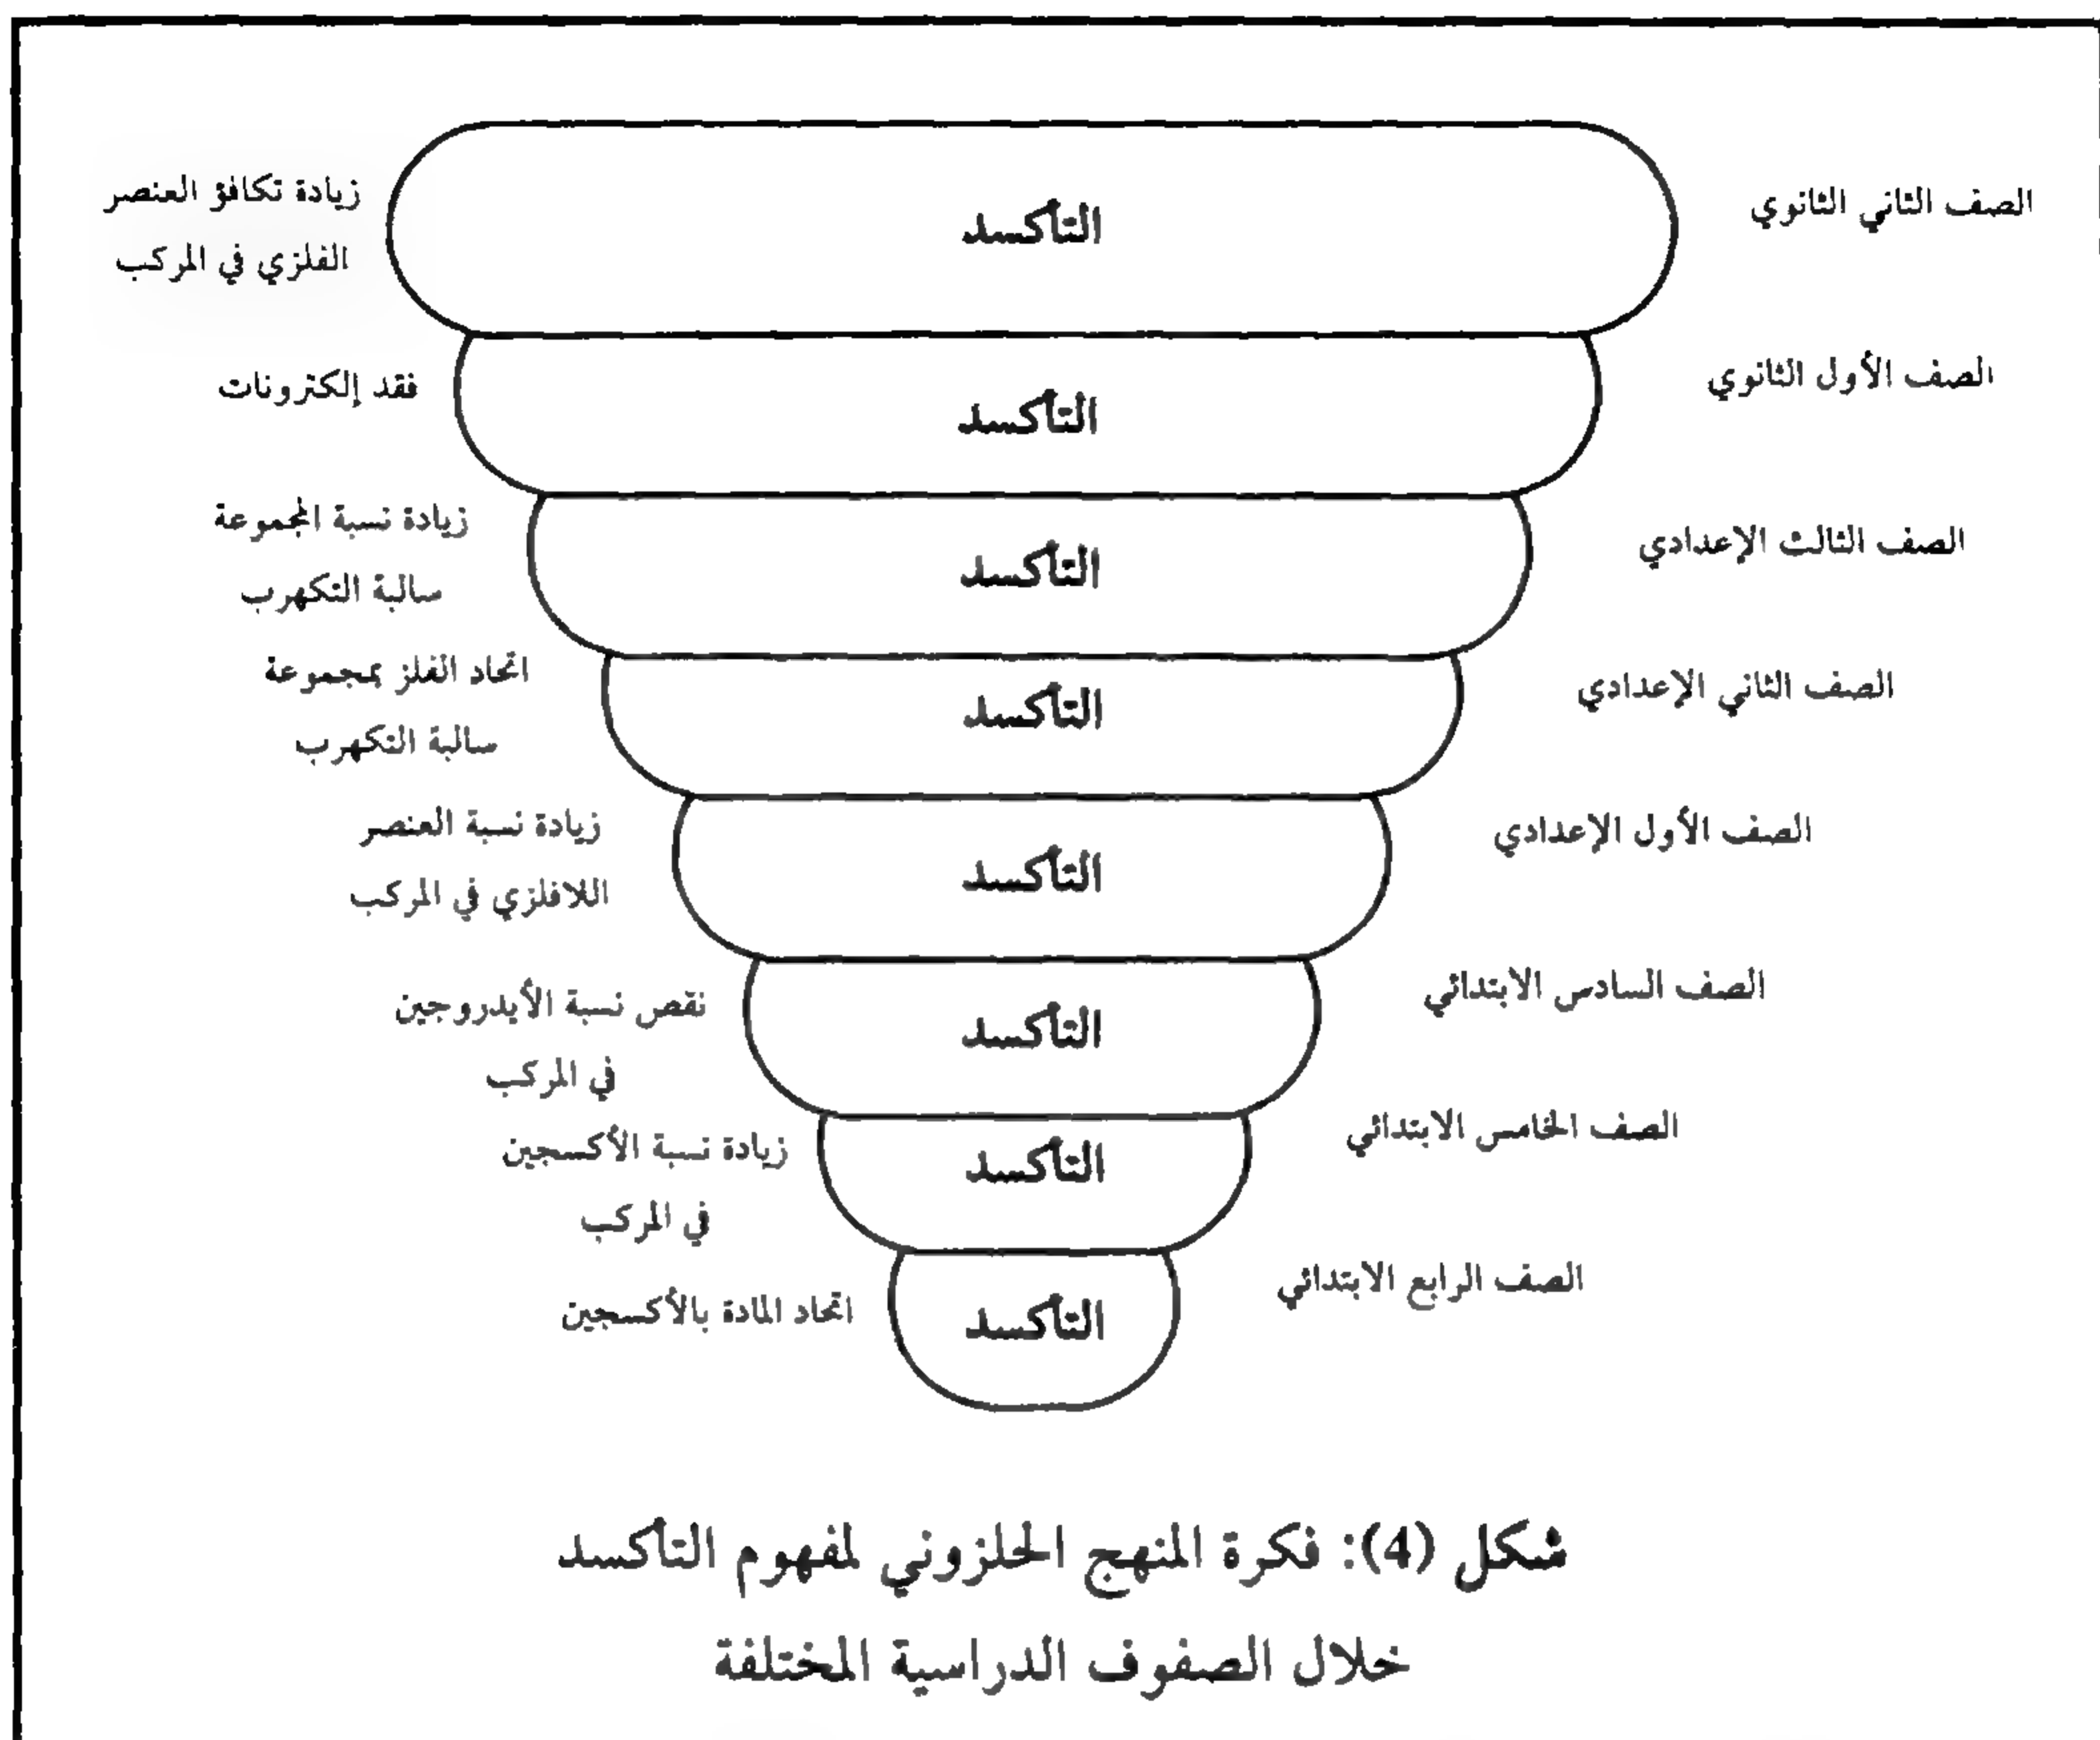 الصف الثاني الثانوي
التأكسد
زيادة تكافؤ العنصر
الفلزي في المركب
الصف الأول الثانوي
التأكسد
فقد إلكترونات
الصف الثالث الإعدادي
التأكسد
زيادة نسبة المجموعة
سالبة التكهرب
الصف الثاني الإعدادي
التأكسد
اتحاد الفلز بمجموعة
سالبة التكهرب
الصف الأول الإعدادي
التأكسد
زيادة نسبة العنصر
اللافلزي في المركب
الصف السادس الابتدائي
التأكسد
نقص نسبة الأيدروجين
في المركب
الصف الخامس الابتدائي
التأكسد
زيادة نسبة الأكسجين
في المركب
الصف الرابع الابتدائي
التأكسد
اتحاد المادة بالأكسجين
شكل (4): فكرة المنهج الحلزوني لمفهوم التأكسد
خلال الصفوف الدراسية المختلفة